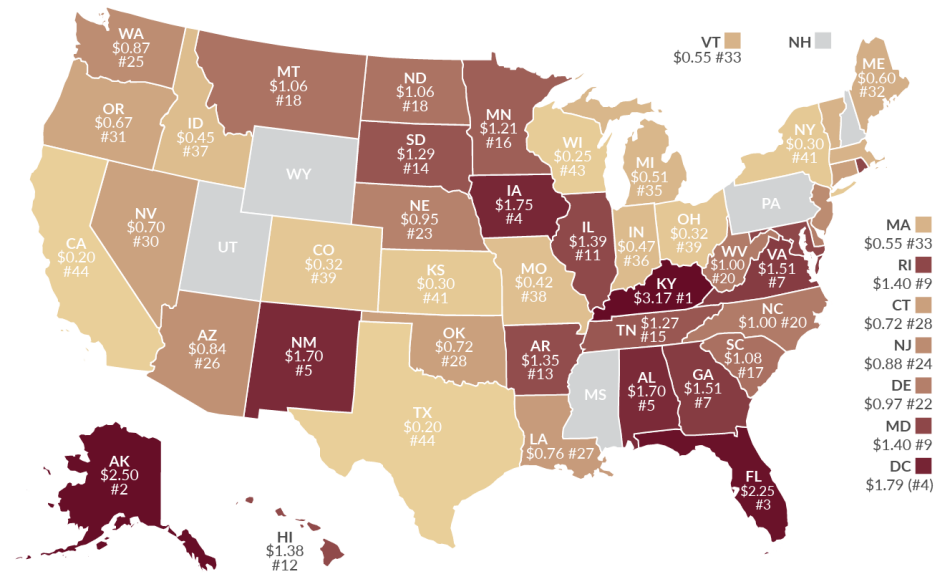 WA
$0.87
#25
OR
$0.67
#31
CA
$0.20
#44
ID
$0.45
#37
NV
$0.70
#30
MT
$1.06
#18
WY
UT
AZ
$0.84
#26
CO
$0.32
#39
NM
$1.70
#5
ND
$1.06
#18
SD
$1.29
#14
NE
$0.95
#23
KS
$0.30
#41
OK
$0.72
#28
TX
$0.20
#44
MN
$1.21
#16
IA
$1.75
#4
MO
$0.42
#38
AR
$1.35
#13
LA
$0.76 #27
WI
$0.25
#43
IL
$1.39
#11
MI
$0.51
#35
IN
$0.47
#36
OH
$0.32
#39
KY
$3.17 #1
TN $1.27
#15
MS
AL
$1.70
#5
GA
$1.51
#7
FL
$2.25
#3
SC
$1.08
#17
NC
$1.00 #20
VA
$1.51
#7
WV
$1.00
#20
PA
NY
$0.30
#41
ME
$0.60
#32
VT
$0.55 #33
NH
MA
$0.55 #33
RI
$1.40 #9
CT
$0.72 #28
NJ
$0.88 #24
DE
$0.97 #22
MD
$1.40 #9
DC
$1.79 (#4)
AK
$2.50
#2
HI
$1.38
#12